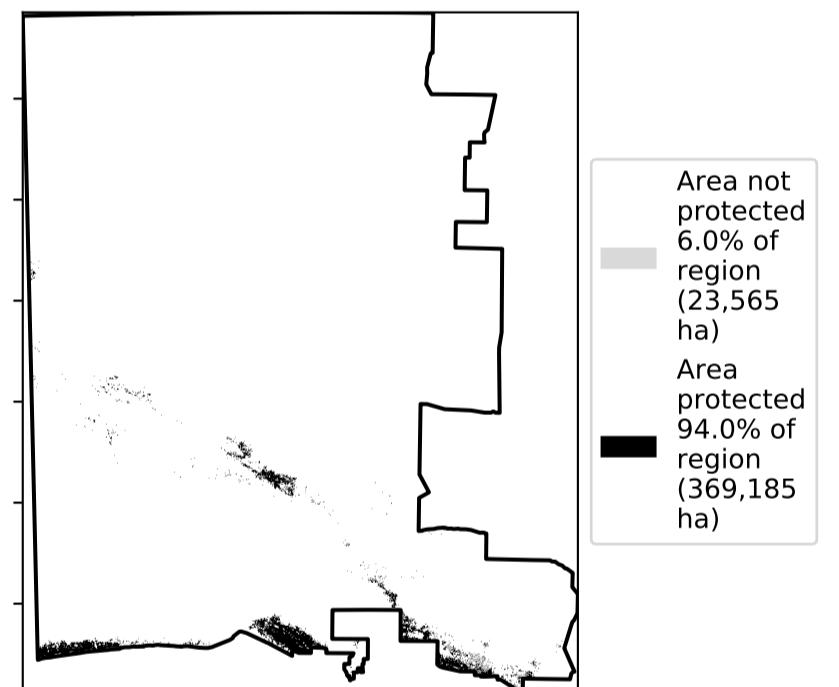 Area not
protected
6.0% of
region
(23,565
ha)
Area
protected
94.0% of
region
(369,185
ha)